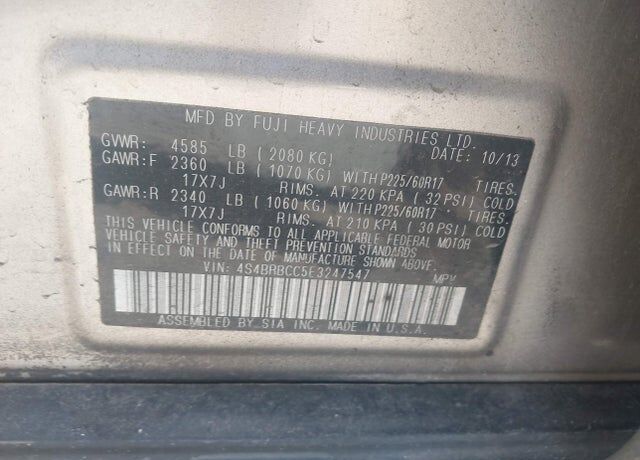 MFD BY FUJI HEAVY INDUSTRIES LTD.
GVWR: 4585 LB ( 2080 KG) DATE: 10/13
GAWR:F 2360 LB ( 1070 KG) WITH P225/60R17 TIRES.
17X7J RIMS. AT 220 KPA ( 32 PSI) COLD
GAWR:R 2340 LB ( 1060 KG) WITH P225/60R17 TIRES.
17X7J RIMS. AT 210 KPA ( 30 PSI) COLD
THIS VEHICLE CONFORMS TO ALL APPLICABLE FEDERAL MOTOR
VEHICLE SAFETY AND THEFT PREVENTION STANDARDS
IN EFFECT ON THE DATE OF MANUFACTURE SHOWN ABOVE.
VIN: 4S4BRBCC5E3247547 MPV
ASSEMBLED BY SIA INC. MADE IN U.S.A.